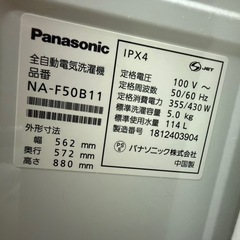 Panasonic
全自動電気洗濯機
品番
NA-F50B11
外形寸法
幅 562 mm
奥行 572 mm
高さ 880 mm
IPX4
S JET
定格電圧 100 V ～
定格周波数 50/60 Hz
定格消費電力 355/430 W
標準洗濯容量 5.0 kg
標準使用水量 114 L
製造番号 1812403904
PS E パナソニック株式会社
中国製